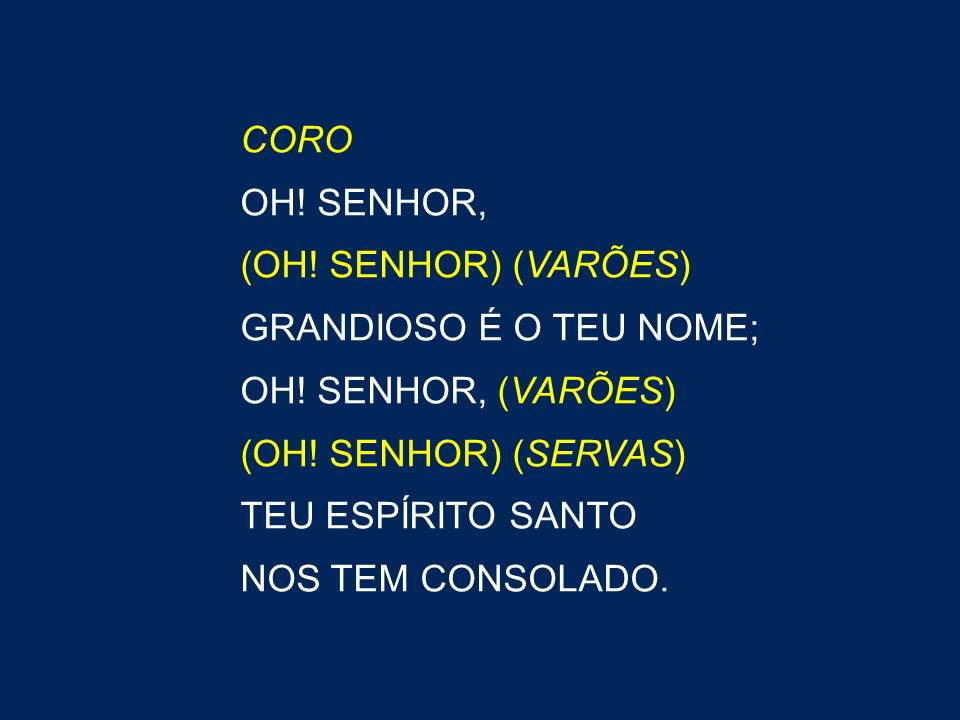 CORO
OH! SENHOR,
(OH! SENHOR) (VARÕES)
GRANDIOSO É O TEU NOME;
OH! SENHOR, (VARÕES)
(OH! SENHOR) (SERVAS)
TEU ESPÍRITO SANTO
NOS TEM CONSOLADO.